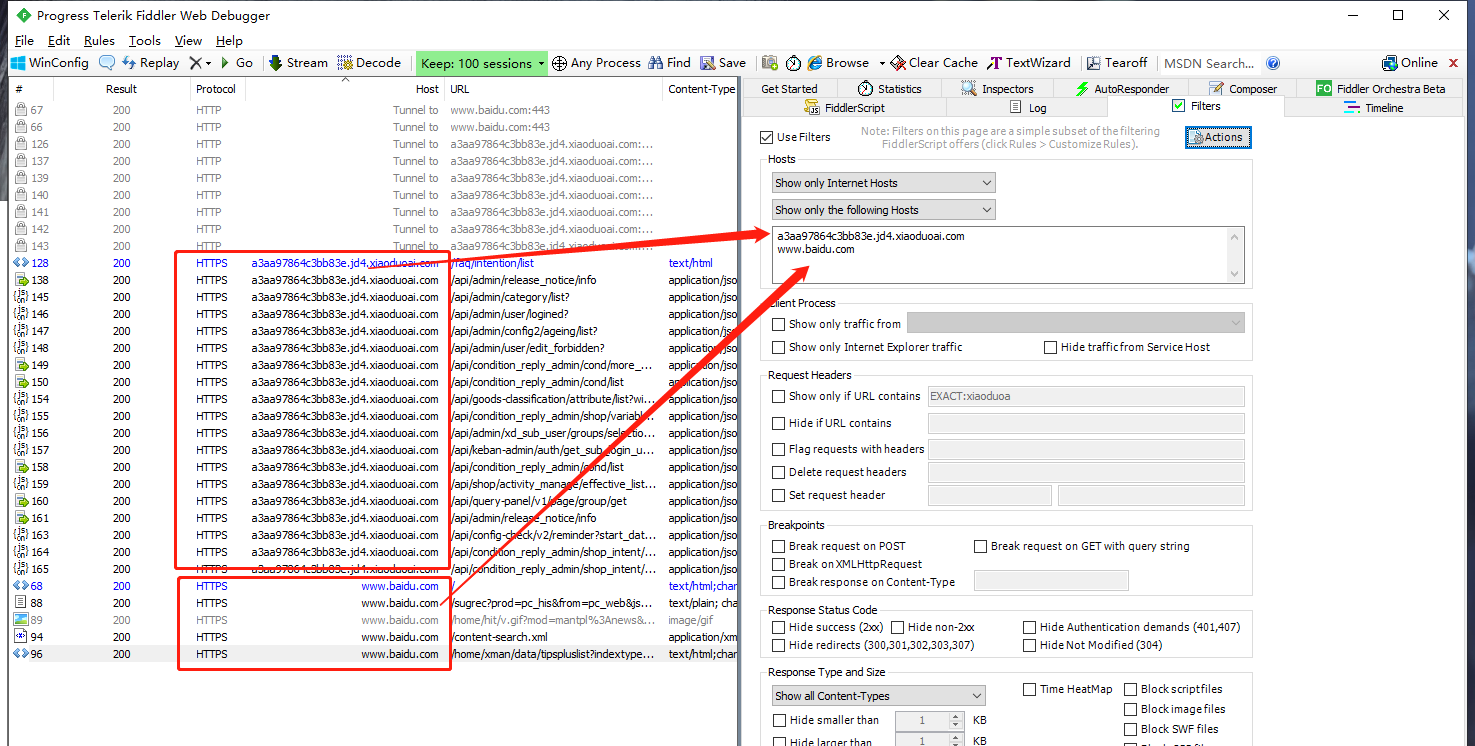 Progress Telerik Fiddler Web Debugger
File Edit Rules Tools View Help
WinConfig Replay Go Stream Decode Keep: 100 sessions Any Process Find Save Browse Clear Cache TextWizard Tearoff MSDN Search... Online
# Result Protocol Host URL Content-Type
67 200 HTTP Tunnel to www.baidu.com:443
66 200 HTTP Tunnel to www.baidu.com:443
126 200 HTTP Tunnel to a3aa97864c3bb83e.jd4.xiaoduoai.com:...
137 200 HTTP Tunnel to a3aa97864c3bb83e.jd4.xiaoduoai.com:...
139 200 HTTP Tunnel to a3aa97864c3bb83e.jd4.xiaoduoai.com:...
140 200 HTTP Tunnel to a3aa97864c3bb83e.jd4.xiaoduoai.com:...
141 200 HTTP Tunnel to a3aa97864c3bb83e.jd4.xiaoduoai.com:...
142 200 HTTP Tunnel to a3aa97864c3bb83e.jd4.xiaoduoai.com:...
143 200 HTTP Tunnel to a3aa97864c3bb83e.jd4.xiaoduoai.com:...
128 200 HTTPS a3aa97864c3bb83e.jd4.xiaoduoai.com /faq/intention/list text/html
138 200 HTTPS a3aa97864c3bb83e.jd4.xiaoduoai.com /api/admin/release_notice/info application/jso
145 200 HTTPS a3aa97864c3bb83e.jd4.xiaoduoai.com /api/admin/category/list? application/jso
146 200 HTTPS a3aa97864c3bb83e.jd4.xiaoduoai.com /api/admin/user/logined? application/jso
147 200 HTTPS a3aa97864c3bb83e.jd4.xiaoduoai.com /api/admin/config2/ageing/list? application/jso
148 200 HTTPS a3aa97864c3bb83e.jd4.xiaoduoai.com /api/admin/user/edit_forbidden? application/jso
149 200 HTTPS a3aa97864c3bb83e.jd4.xiaoduoai.com /api/condition_reply_admin/cond/more_... application/jso
150 200 HTTPS a3aa97864c3bb83e.jd4.xiaoduoai.com /api/condition_reply_admin/cond/list application/jso
154 200 HTTPS a3aa97864c3bb83e.jd4.xiaoduoai.com /api/goods-classification/attribute/list?wi... application/jso
155 200 HTTPS a3aa97864c3bb83e.jd4.xiaoduoai.com /api/condition_reply_admin/shop/variabl... application/jso
156 200 HTTPS a3aa97864c3bb83e.jd4.xiaoduoai.com /api/admin/xd_sub_user/groups/selectio... application/jso
157 200 HTTPS a3aa97864c3bb83e.jd4.xiaoduoai.com /api/keban-admin/auth/get_sub_login_u... application/jso
158 200 HTTPS a3aa97864c3bb83e.jd4.xiaoduoai.com /api/condition_reply_admin/cond/list application/jso
159 200 HTTPS a3aa97864c3bb83e.jd4.xiaoduoai.com /api/shop/activity_manage/effective_list... application/jso
160 200 HTTPS a3aa97864c3bb83e.jd4.xiaoduoai.com /api/query-panel/v1/page/group/get application/jso
161 200 HTTPS a3aa97864c3bb83e.jd4.xiaoduoai.com /api/admin/release_notice/info application/jso
163 200 HTTPS a3aa97864c3bb83e.jd4.xiaoduoai.com /api/config-check/v2/reminder?start_dat... application/jso
164 200 HTTPS a3aa97864c3bb83e.jd4.xiaoduoai.com /api/condition_reply_admin/shop_intent/... application/jso
165 200 HTTPS a3aa97864c3bb83e.jd4.xiaoduoai.com /api/condition_reply_admin/shop_intent/... application/jso
68 200 HTTPS www.baidu.com / text/html;char
88 200 HTTPS www.baidu.com /sugrec?prod=pc_his&from=pc_web&js... text/plain; cha
89 200 HTTPS www.baidu.com /home/hit/v.gif?mod=mantpl%3Anews&... image/gif
94 200 HTTPS www.baidu.com /content-search.xml application/xm
96 200 HTTPS www.baidu.com /home/xman/data/tipspluslist?indextype... text/html;char
Get Started Statistics Inspectors AutoResponder Composer FO Fiddler Orchestra Beta
FiddlerScript Log Filters Timeline
Use Filters
Note: Filters on this page are a simple subset of the filtering
FiddlerScript offers (click Rules > Customize Rules).
Actions
Hosts
Show only Internet Hosts
Show only the following Hosts
a3aa97864c3bb83e.jd4.xiaoduoai.com
www.baidu.com
Client Process
Show only traffic from
Show only Internet Explorer traffic Hide traffic from Service Host
Request Headers
Show only if URL contains EXACT:xiaoduoa
Hide if URL contains
Flag requests with headers
Delete request headers
Set request header
Breakpoints
Break request on POST Break request on GET with query string
Break on XMLHttpRequest
Break response on Content-Type
Response Status Code
Hide success (2xx) Hide non-2xx Hide Authentication demands (401,407)
Hide redirects (300,301,302,303,307) Hide Not Modified (304)
Response Type and Size
Show all Content-Types Time HeatMap Block script files
Block image files
Hide smaller than 1 KB
Block SWF files
Hide larger than 1 KB